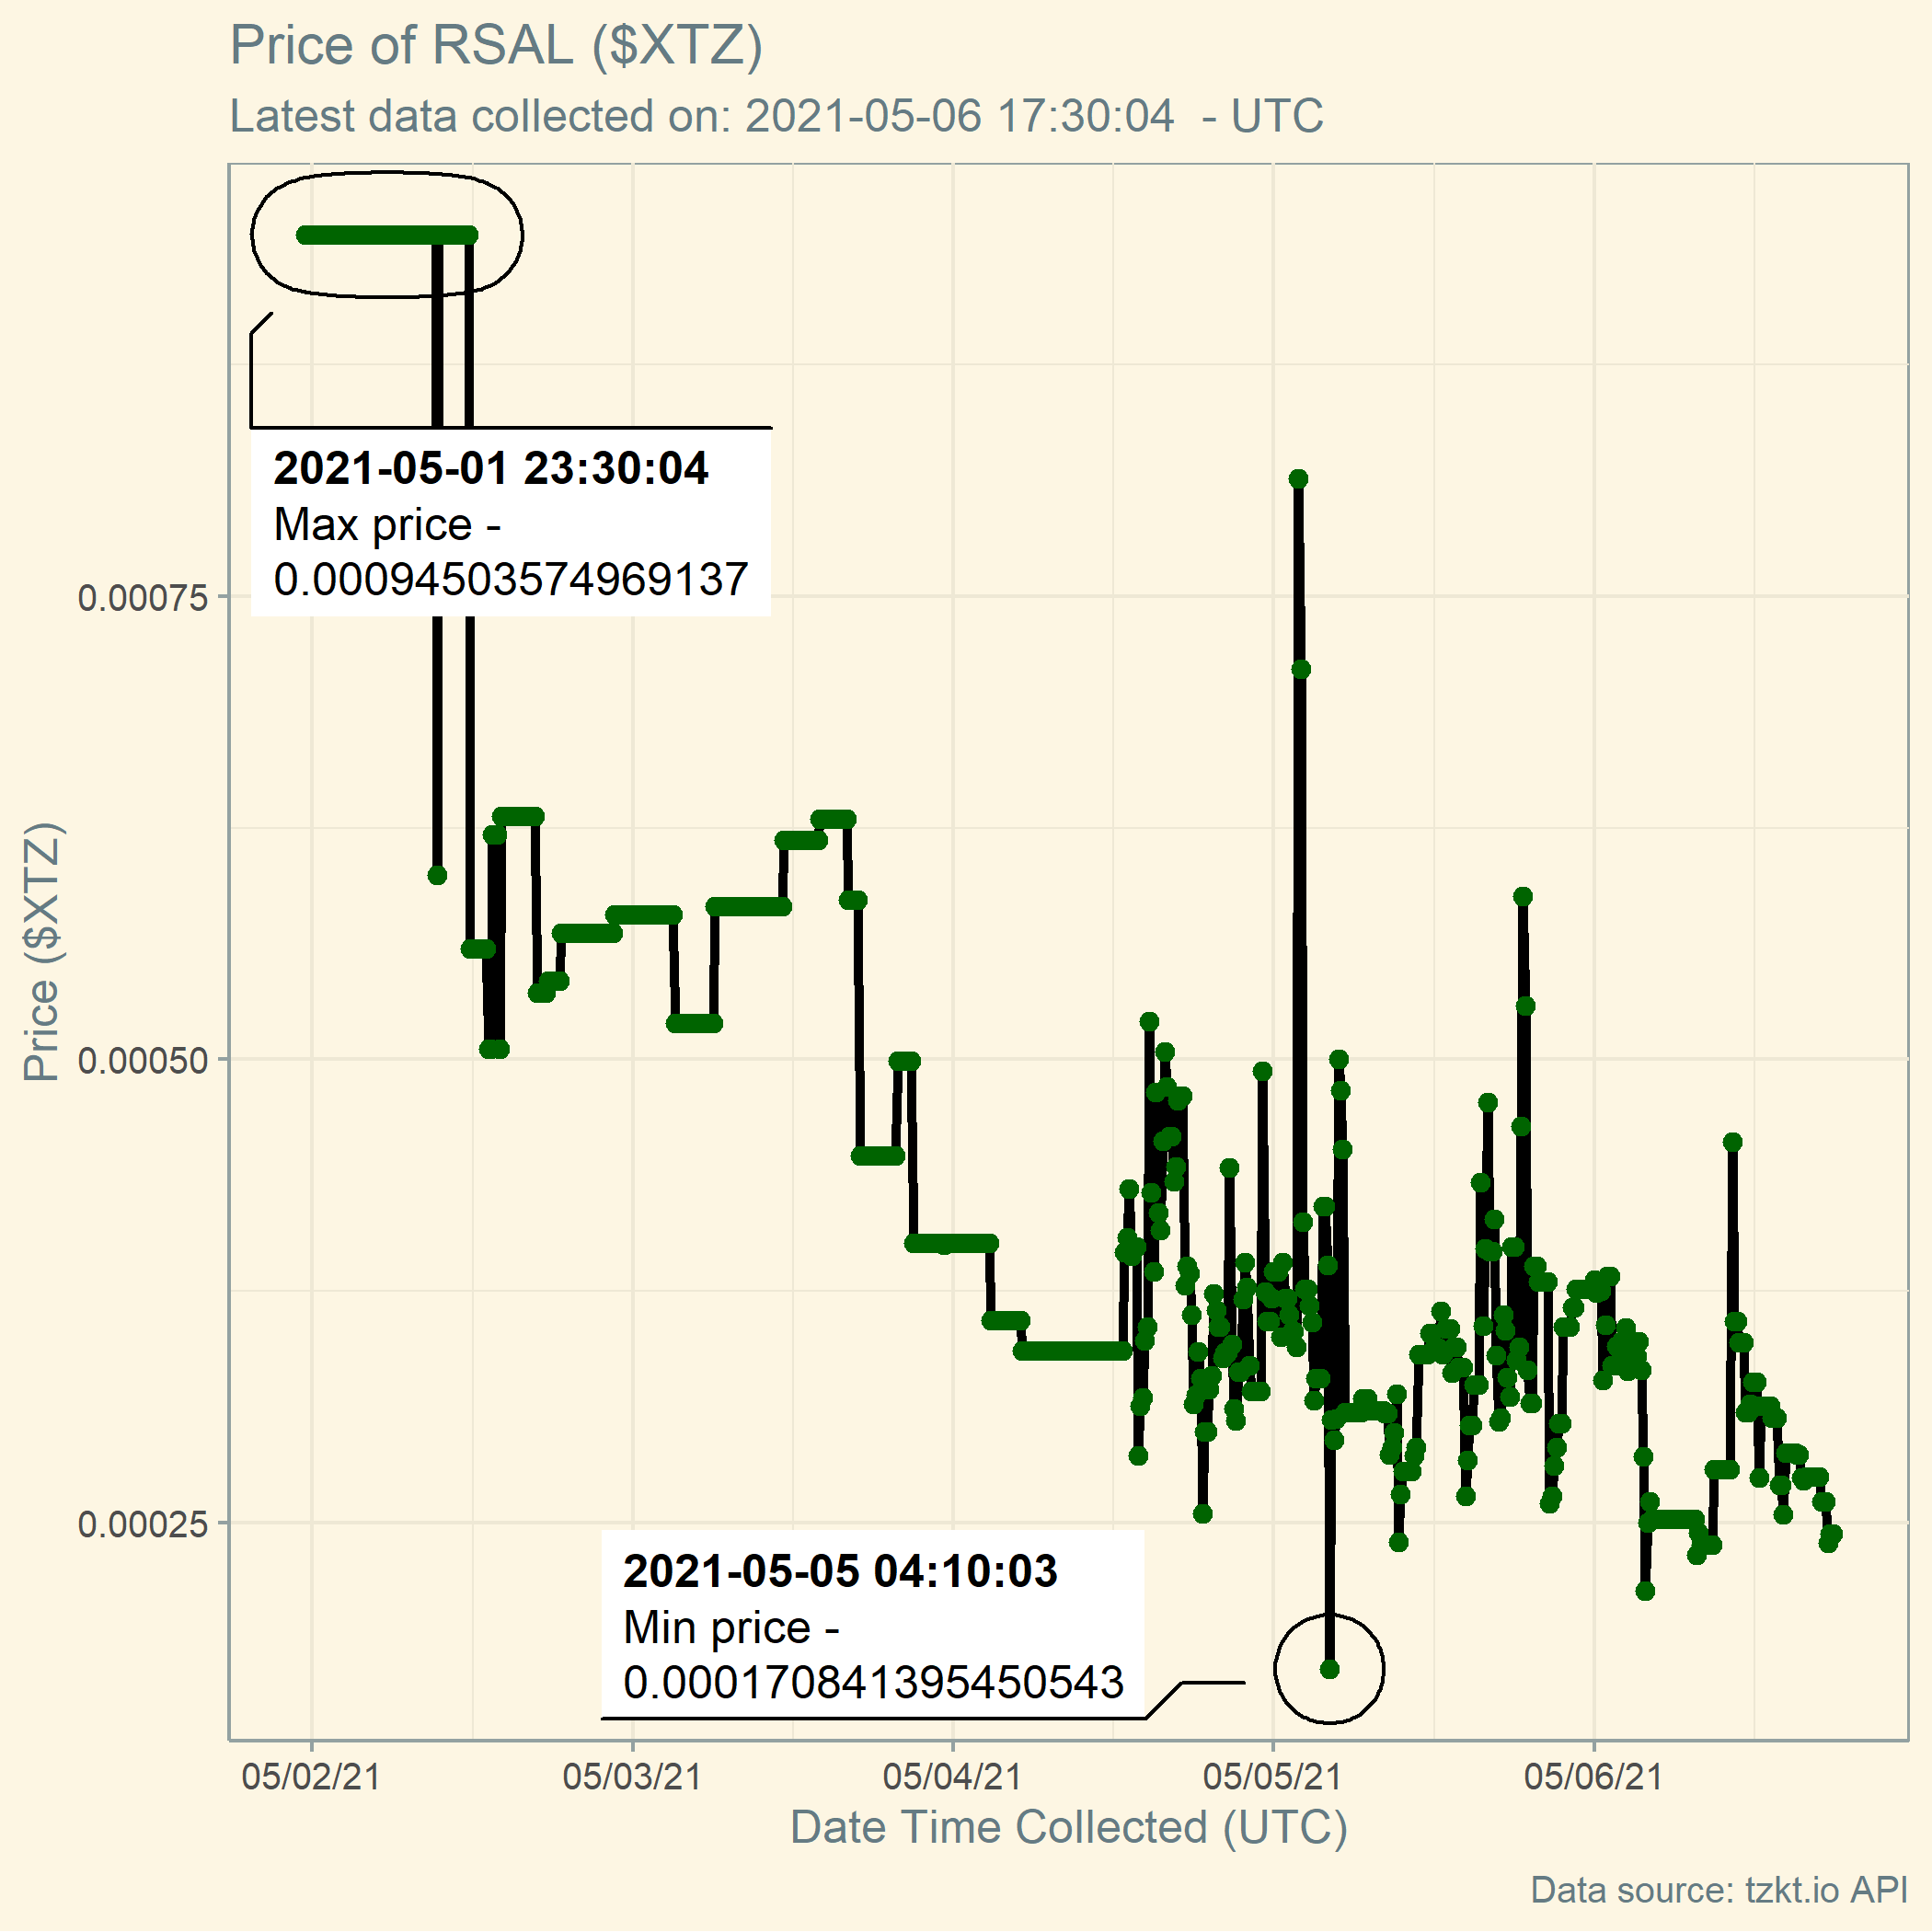 Price of RSAL ($XTZ)
Latest data collected on: 2021-05-06 17:30:04  - UTC
2021-05-01 23:30:04
Max price -
0.000945035749691​37
0.00075
Price ($XTZ)
0.00050
0.00025
2021-05-05 04:10:03
Min price -
0.000170841395450543
05/02/21
05/03/21
05/04/21
05/05/21
05/06/21
Date Time Collected (UTC)
Data source: tzkt.io API